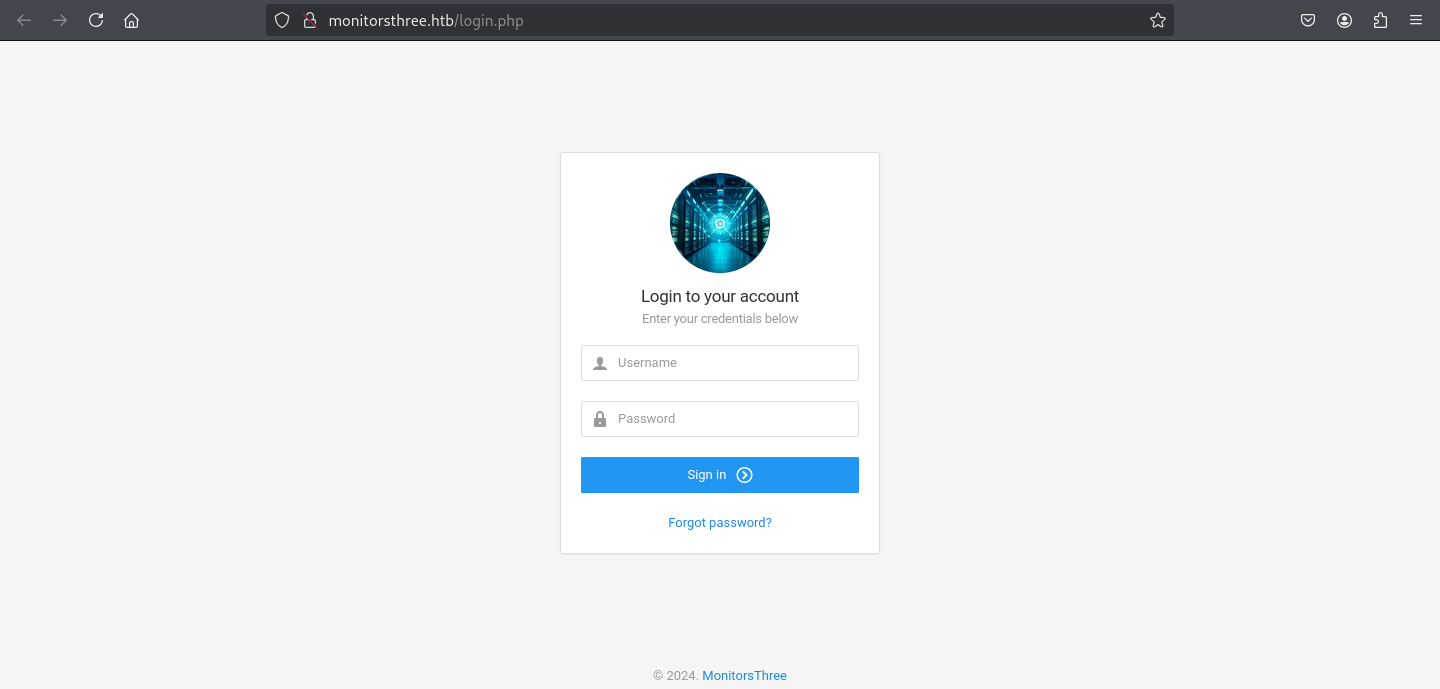 monitorsthree.htb/login.php
Login to your account
Enter your credentials below
Username
Password
Sign in
Forgot password?
© 2024. MonitorsThree